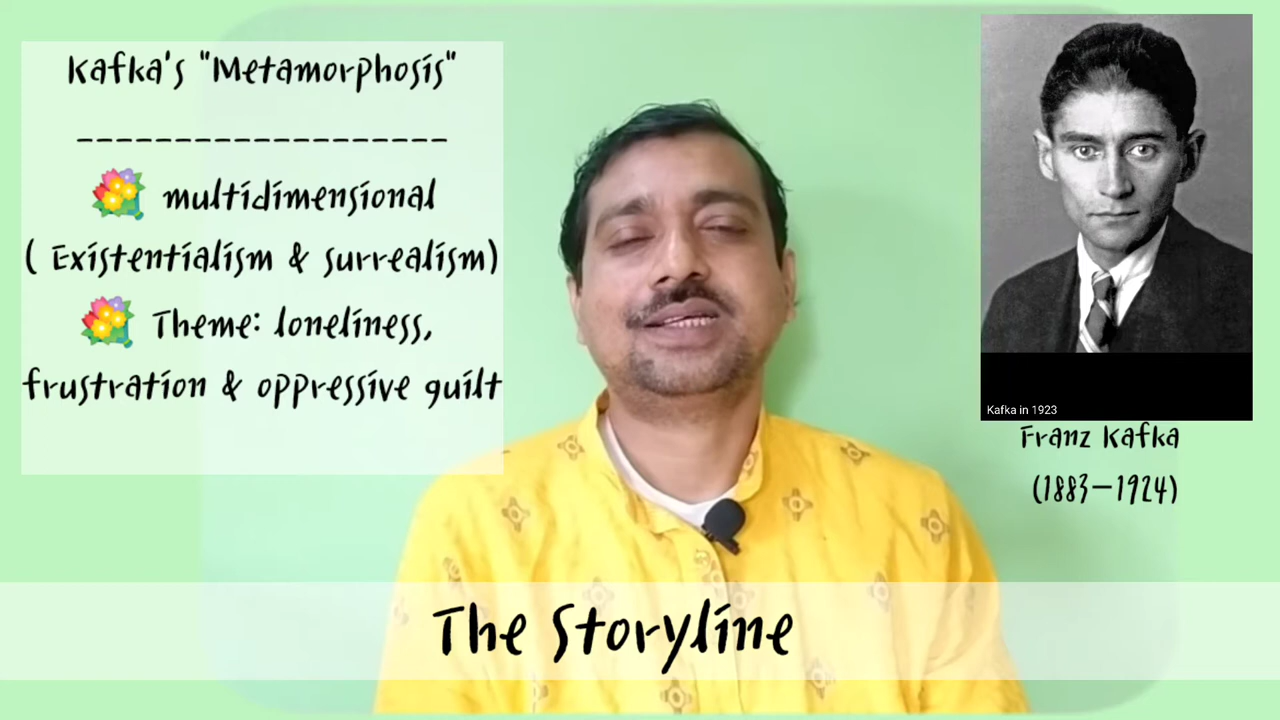 Kafka's "Metamorphosis"
-------------------
💐 multidimensional
( Existentialism & surrealism)
💐 Theme: loneliness,
frustration & oppressive guilt
Kafka in 1923
Franz Kafka
(1883–1924)
The Storyline